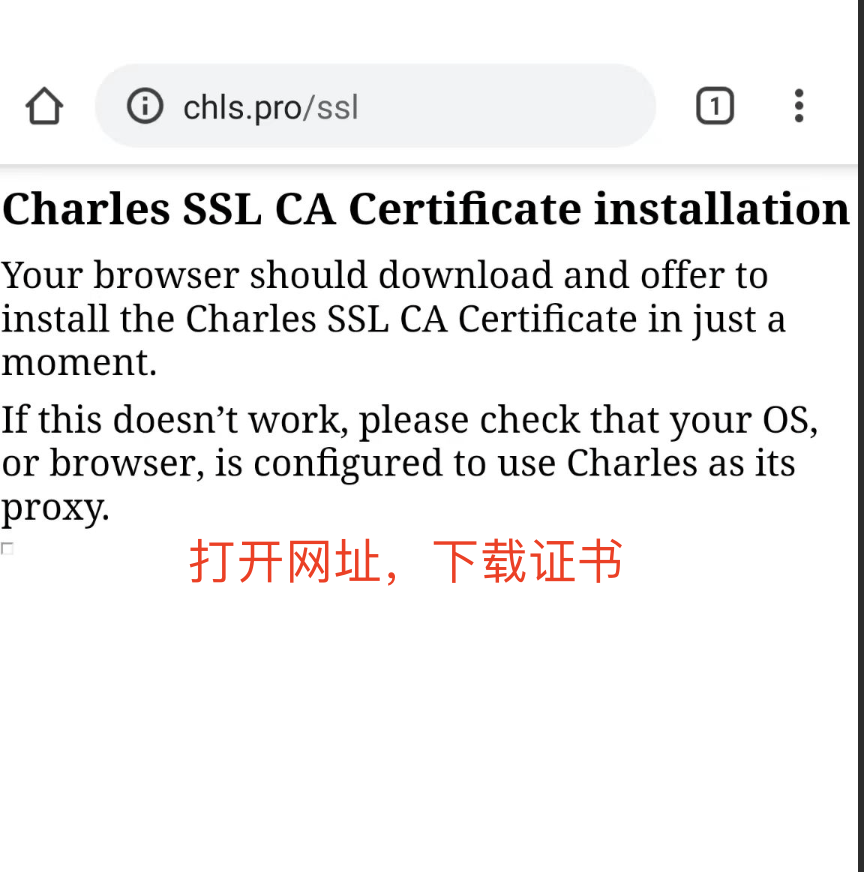 chls.pro/ssl
1
Charles SSL CA Certificate installation
Your browser should download and offer to
install the Charles SSL CA Certificate in just a
moment.
If this doesn’t work, please check that your OS,
or browser, is configured to use Charles as its
proxy.
打开网址，下载证书